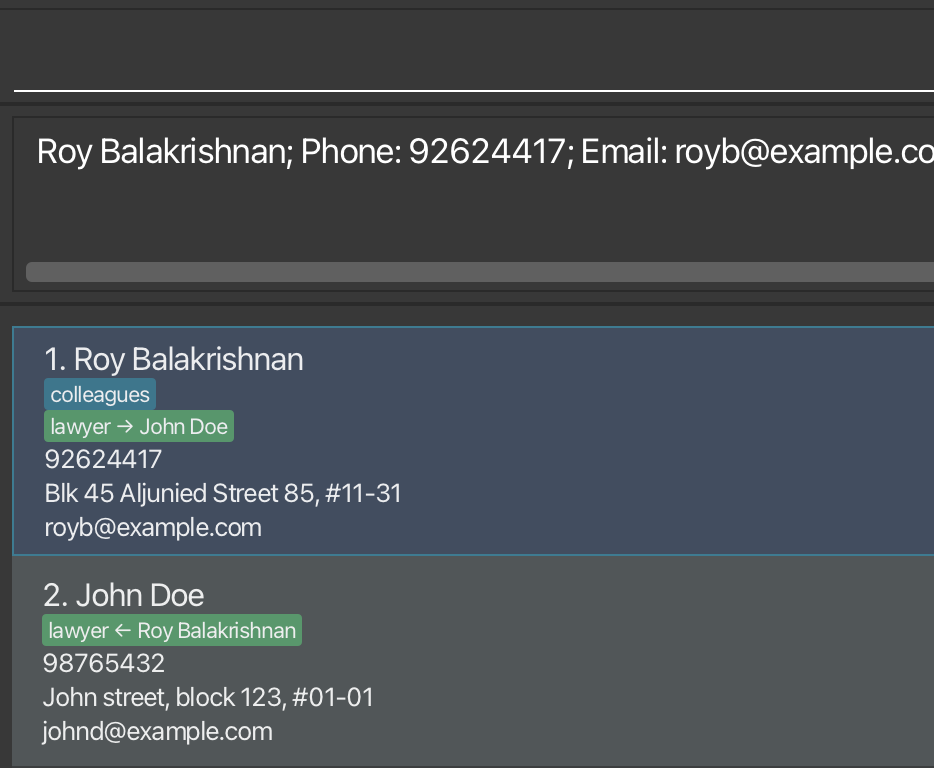 Roy Balakrishnan; Phone: 92624417; Email: royb@example.co
1. Roy Balakrishnan
colleagues
lawyer → John Doe
92624417
Blk 45 Aljunied Street 85, #11-31
royb@example.com
2. John Doe
lawyer ← Roy Balakrishnan
98765432
John street, block 123, #01-01
johnd@example.com